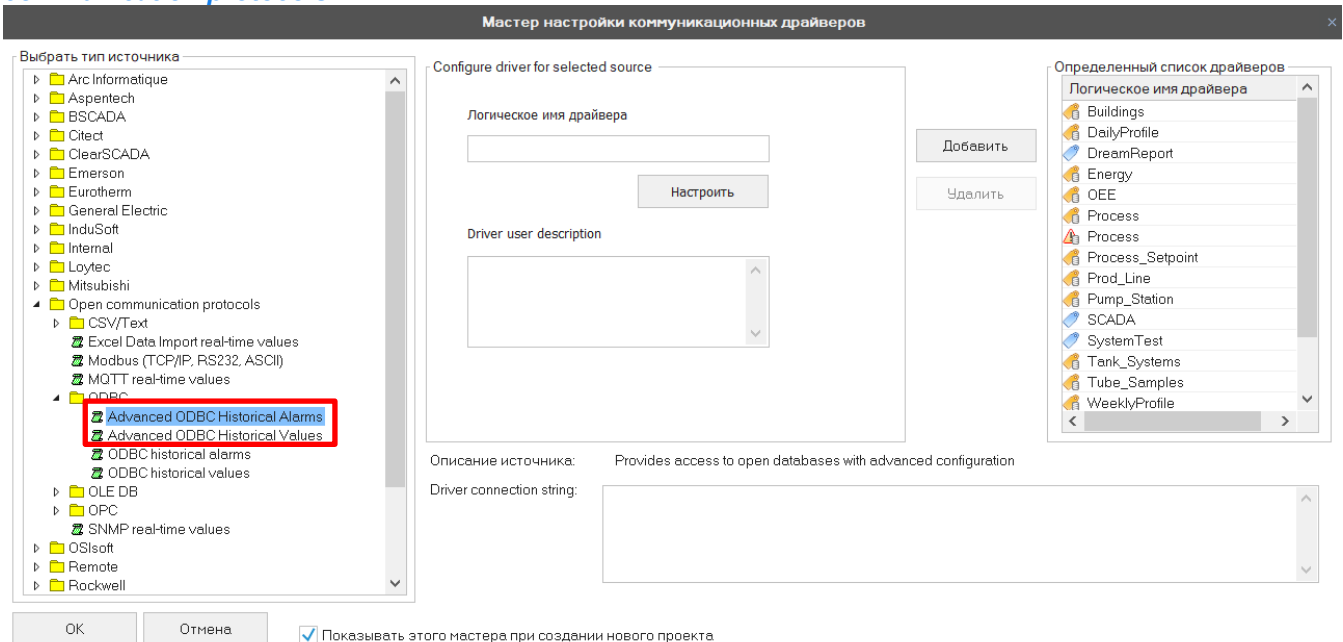 Мастер настройки коммуникационных драйверов
Выбрать тип источника
Arc Informatique
Aspentech
BSCADA
Citect
ClearSCADA
Emerson
Eurotherm
General Electric
InduSoft
Internal
Loytec
Mitsubishi
Open communication protocols
CSV/Text
Excel Data Import real-time values
Modbus (TCP/IP, RS232, ASCII)
MQTT real-time values
ODBC
Advanced ODBC Historical Alarms
Advanced ODBC Historical Values
ODBC historical alarms
ODBC historical values
OLE DB
OPC
SNMP real-time values
OSIsoft
Remote
Rockwell
Configure driver for selected source
Логическое имя драйвера
Настроить
Driver user description
Добавить
Удалить
Определенный список драйверов
Логическое имя драйвера
Buildings
DailyProfile
DreamReport
Energy
OEE
Process
Process
Process_Setpoint
Prod_Line
Pump_Station
SCADA
SystemTest
Tank_Systems
Tube_Samples
WeeklyProfile
Описание источника: Provides access to open databases with advanced configuration
Driver connection string:
OK Отмена Показывать этого мастера при создании нового проекта